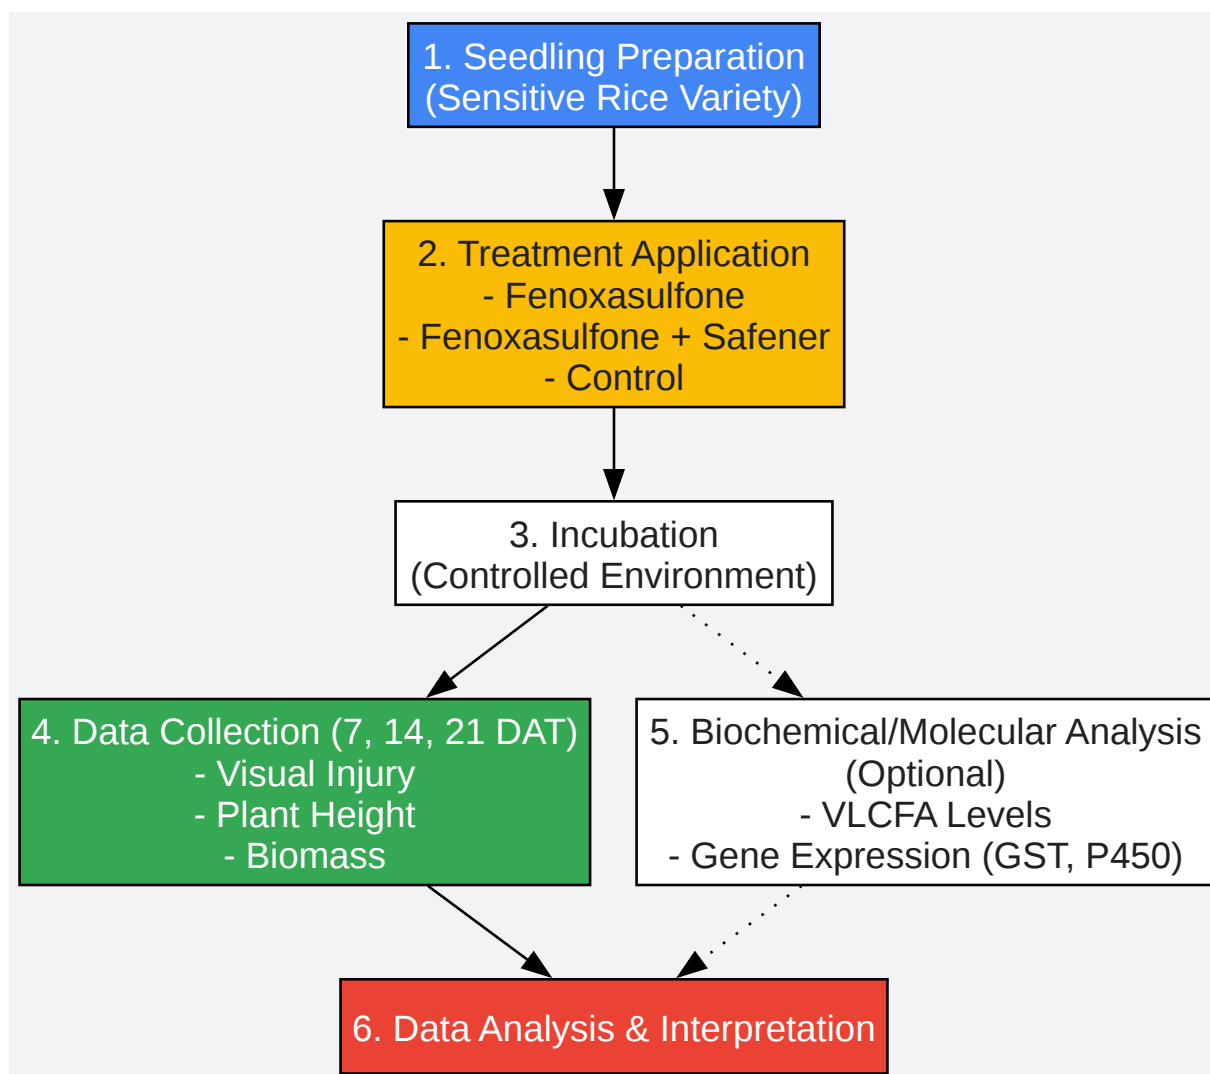 1. Seedling Preparation
(Sensitive Rice Variety)
2. Treatment Application
- Fenoxasulfone
- Fenoxasulfone + Safener
- Control
3. Incubation
(Controlled Environment)
4. Data Collection (7, 14, 21 DAT)
- Visual Injury
- Plant Height
- Biomass
5. Biochemical/Molecular Analysis
(Optional)
- VLCFA Levels
- Gene Expression (GST, P450)
6. Data Analysis & Interpretation